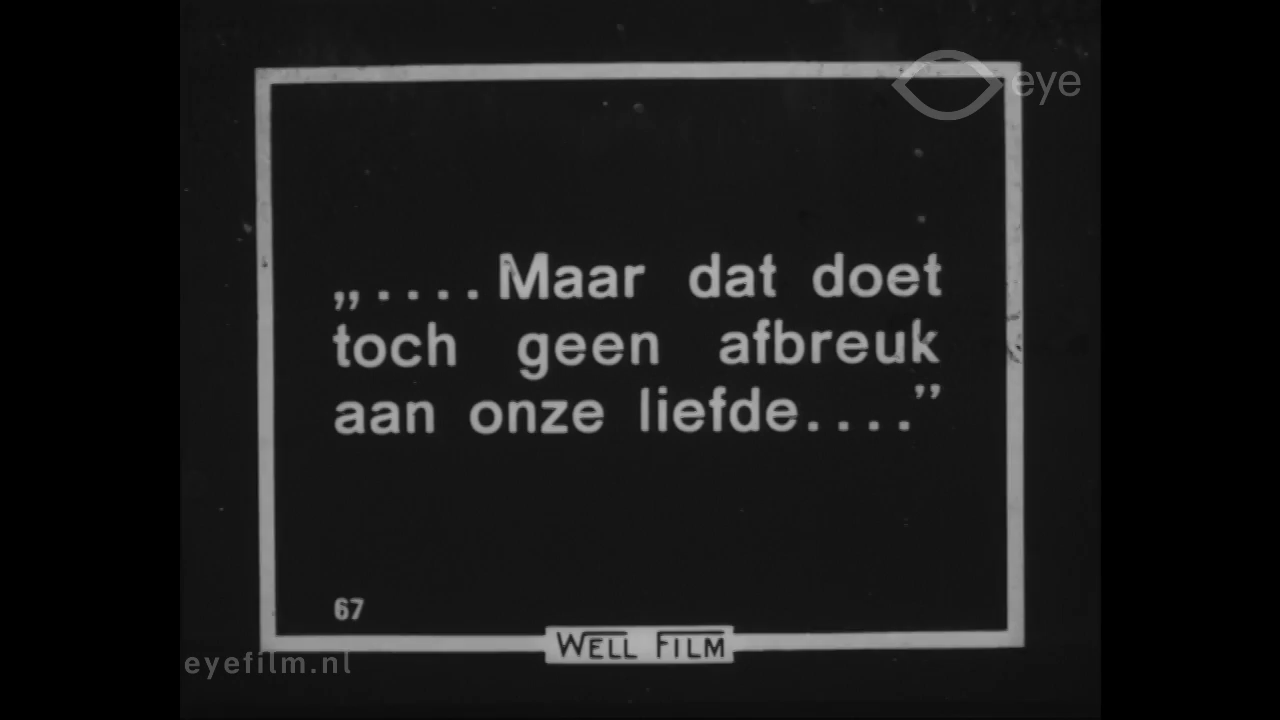 eye
„....Maar dat doet
toch geen afbreuk
aan onze liefde....”
67
WELL FILM
eyefilm.nl